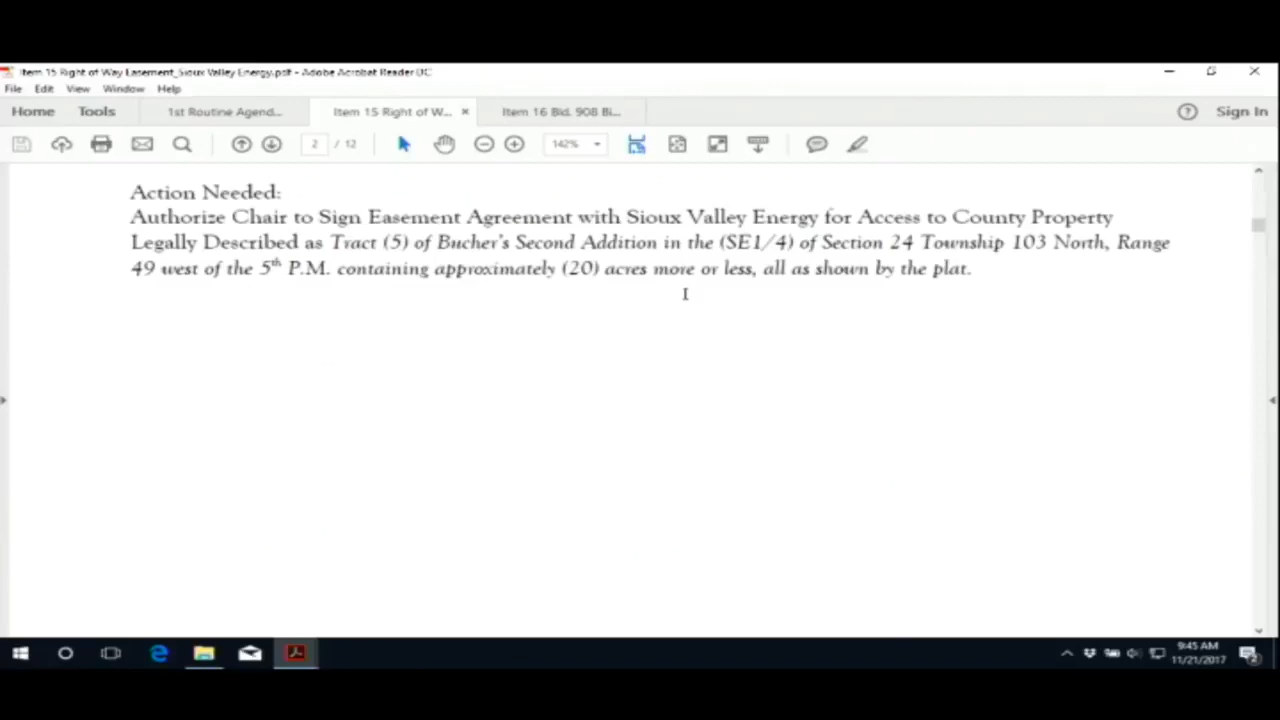 Item 15 Right of Way Easement_Sioux Valley Energy.pdf - Adobe Acrobat Reader DC
File Edit View Window Help
Home Tools 1st Routine Agend... Item 15 Right of W... × Item 16 Bid. 908 Bi... Sign In
2 / 12 142%
Action Needed:
Authorize Chair to Sign Easement Agreement with Sioux Valley Energy for Access to County Property
Legally Described as Tract (5) of Bucher's Second Addition in the (SE1/4) of Section 24 Township 103 North, Range
49 west of the 5th P.M. containing approximately (20) acres more or less, all as shown by the plat.
9:45 AM
11/21/2017